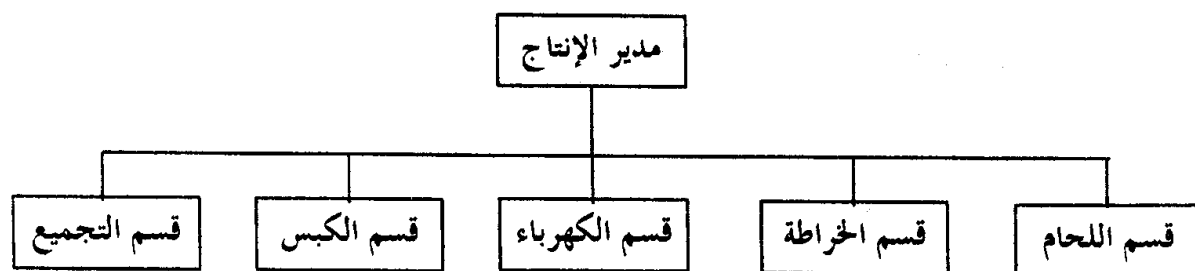 مدير الإنتاج
قسم اللحام
قسم الخراطة
قسم الكهرباء
قسم الكبس
قسم التجميع